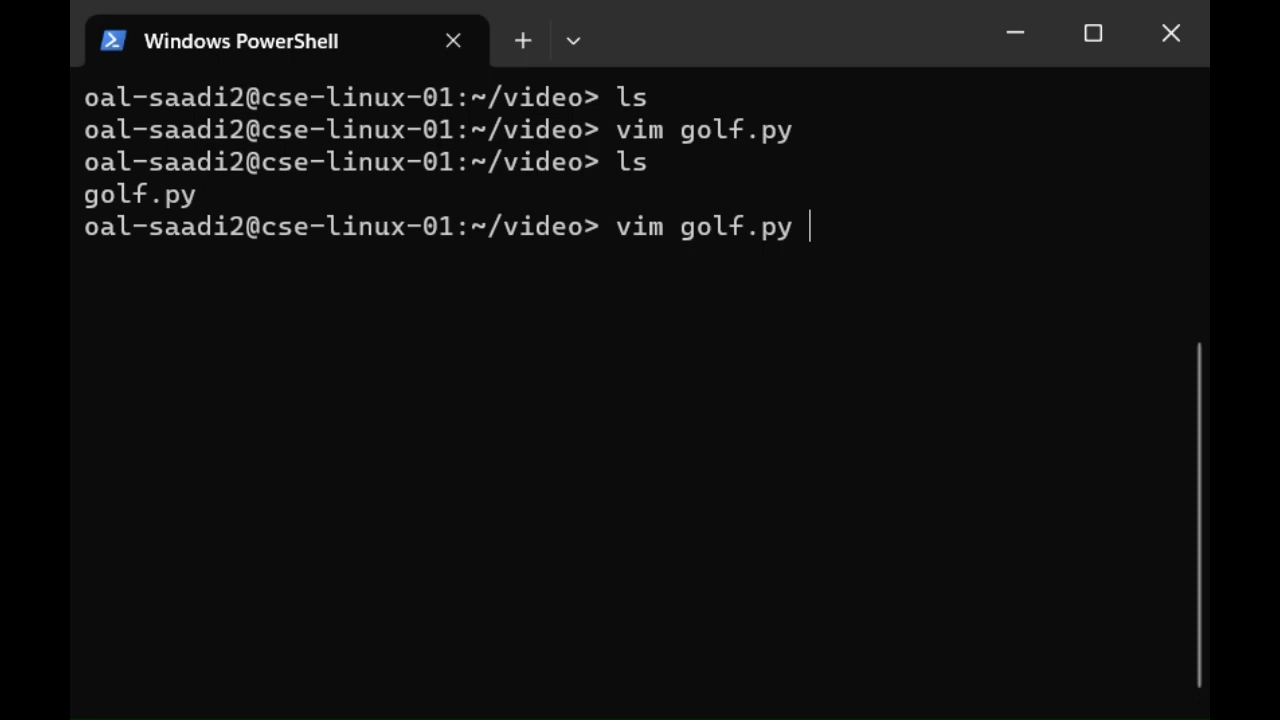 Windows PowerShell
oal-saadi2@cse-linux-01:~/video> ls
oal-saadi2@cse-linux-01:~/video> vim golf.py
oal-saadi2@cse-linux-01:~/video> ls
golf.py
oal-saadi2@cse-linux-01:~/video> vim golf.py